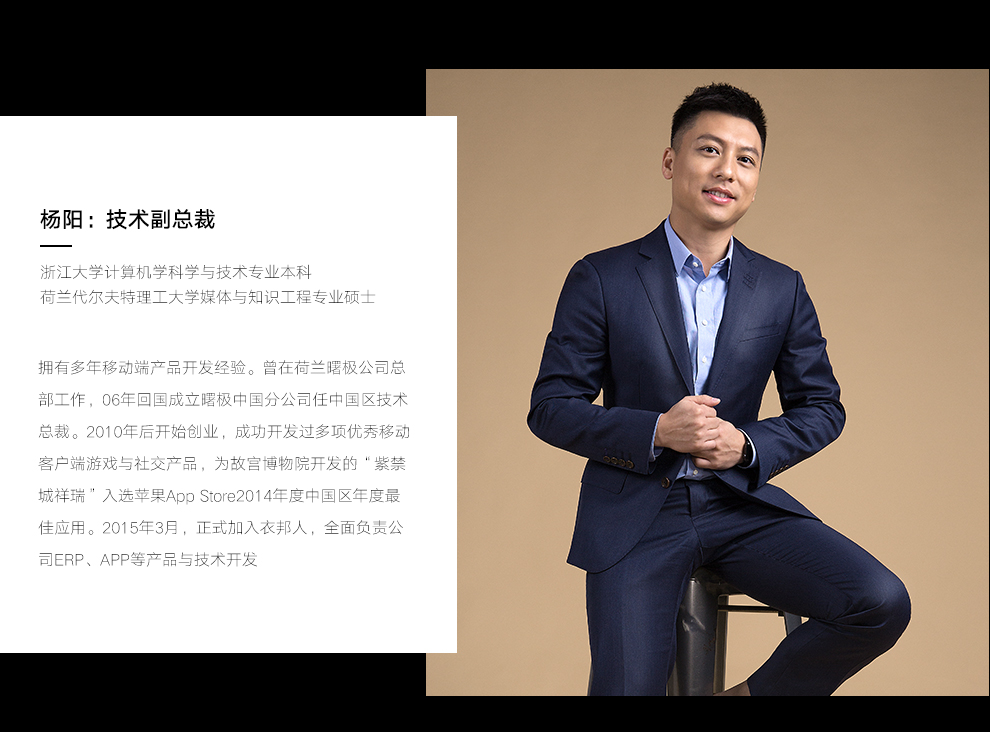 杨阳：技术副总裁
浙江大学计算机学科学与技术专业本科
荷兰代尔夫特理工大学媒体与知识工程专业硕士
拥有多年移动端产品开发经验。曾在荷兰曙极公司总
部工作，06年回国成立曙极中国分公司任中国区技术
总裁。2010年后开始创业，成功开发过多项优秀移动
客户端游戏与社交产品，为故宫博物院开发的“紫禁
城祥瑞”入选苹果App Store2014年度中国区年度最
佳应用。2015年3月，正式加入衣邦人，全面负责公
司ERP、APP等产品与技术开发